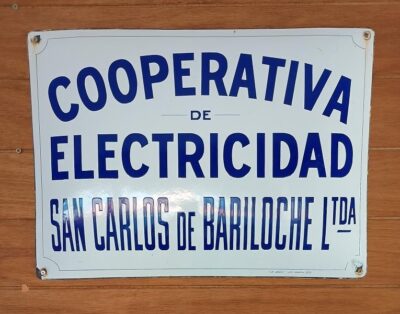 COOPERATIVA
DE
ELECTRICIDAD
SAN CARLOS DE BARILOCHE LTDA